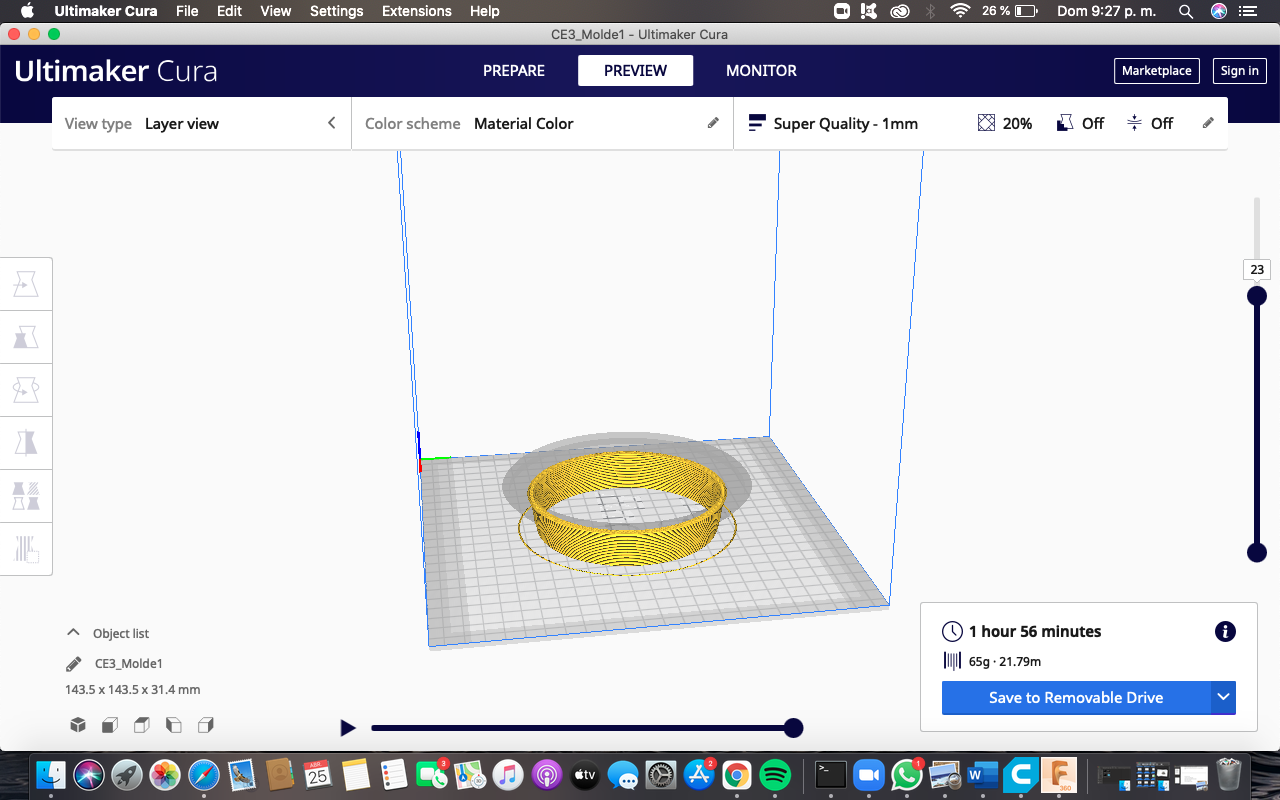 Ultimaker Cura File Edit View Settings Extensions Help 26 % Dom 9:27 p. m.
CE3_Molde1 - Ultimaker Cura
Ultimaker Cura PREPARE PREVIEW MONITOR Marketplace Sign in
View type Layer view Color scheme Material Color Super Quality - 1mm 20% Off Off
23
Object list
CE3_Molde1
143.5 x 143.5 x 31.4 mm
1 hour 56 minutes
65g · 21.79m
Save to Removable Drive
3
ABR
25
tv
2
1
W
360